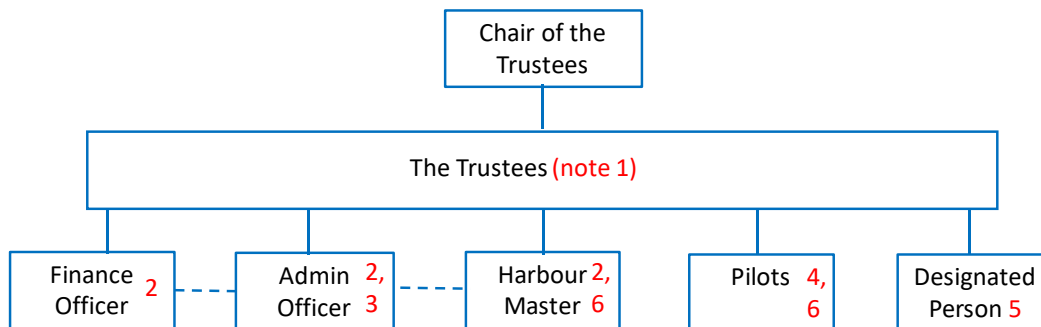 Chair of the
Trustees
The Trustees (note 1)
Finance
Officer 2
Admin 2,
Officer 3
Harbour 2,
Master 6
Pilots 4,
6
Designated
Person 5